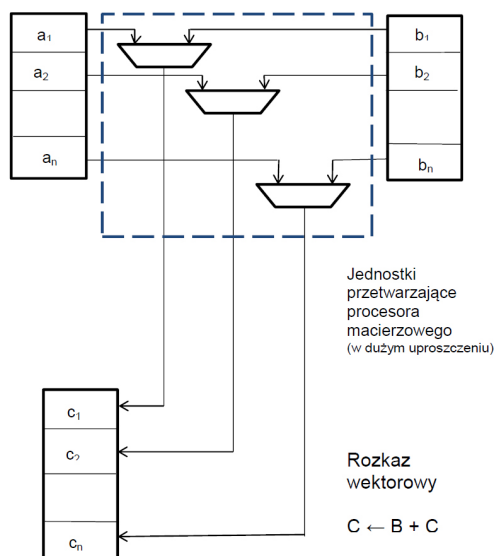 a₁
b₁
a₂
b₂
aₙ
bₙ
Jednostki
przetwarzające
procesora
macierzowego
(w dużym uproszczeniu)
c₁
c₂
Rozkaz
wektorowy
C ← B + C
cₙ